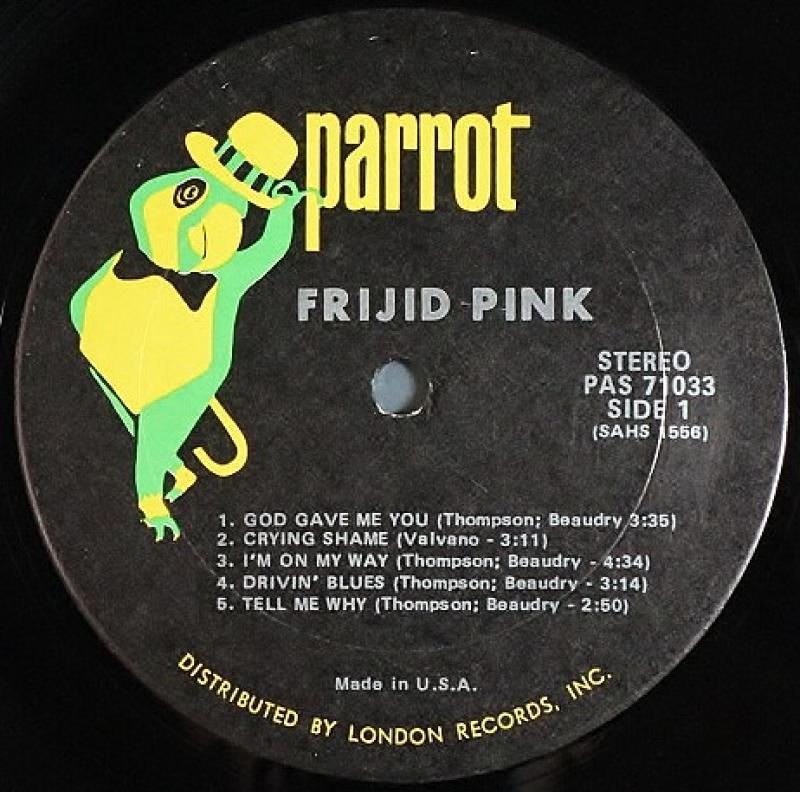 parrot
FRIJID PINK
STEREO
PAS 71033
SIDE 1
(SAHS 1556)
1. GOD GAVE ME YOU (Thompson; Beaudry 3:35)
2. CRYING SHAME (Valvano - 3:11)
3. I'M ON MY WAY (Thompson; Beaudry - 4:34)
4. DRIVIN' BLUES (Thompson; Beaudry - 3:14)
5. TELL ME WHY (Thompson; Beaudry - 2:50)
Made in U.S.A.
DISTRIBUTED BY LONDON RECORDS, INC.